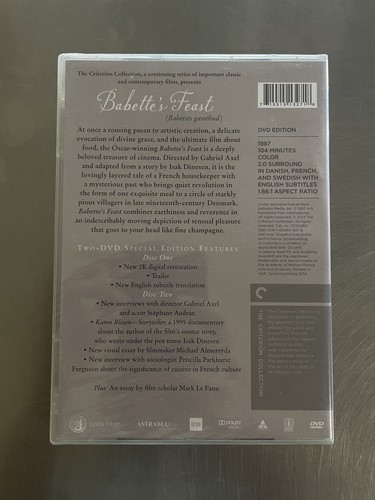 The Criterion Collection, a continuing series of important classic
and contemporary films, presents
Babette's Feast
(Babettes gæstebud)
At once a rousing paean to artistic creation, a delicate
evocation of divine grace, and the ultimate film about
food, the Oscar-winning Babette's Feast is a deeply
beloved treasure of cinema. Directed by Gabriel Axel
and adapted from a story by Isak Dinesen, it is the
lovingly layered tale of a French housekeeper with
a mysterious past who brings quiet revolution in the
form of one exquisite meal to a circle of starkly
pious villagers in late nineteenth-century Denmark.
Babette's Feast combines earthiness and reverence in
an indescribably moving depiction of sensual pleasure
that goes to your head like fine champagne.
Two-DVD Special Edition Features
Disc One
• New 2K digital restoration
• Trailer
• New English subtitle translation
Disc Two
• New interviews with director Gabriel Axel
and actor Stéphane Audran
• Karen Blixen—Storyteller, a 1995 documentary
about the author of the film's source story,
who wrote under the pen name Isak Dinesen
• New visual essay by filmmaker Michael Almereyda
• New interview with sociologist Priscilla Parkhurst
Ferguson about the significance of cuisine in French culture
Plus: An essay by film scholar Mark Le Fanu
DVD EDITION
1987
104 MINUTES
COLOR
2.0 SURROUND
IN DANISH, FRENCH,
AND SWEDISH WITH
ENGLISH SUBTITLES
1.66:1 ASPECT RATIO
THE CRITERION COLLECTION
JANUS FILMS
ASTRABLU
DOLBY
DVD